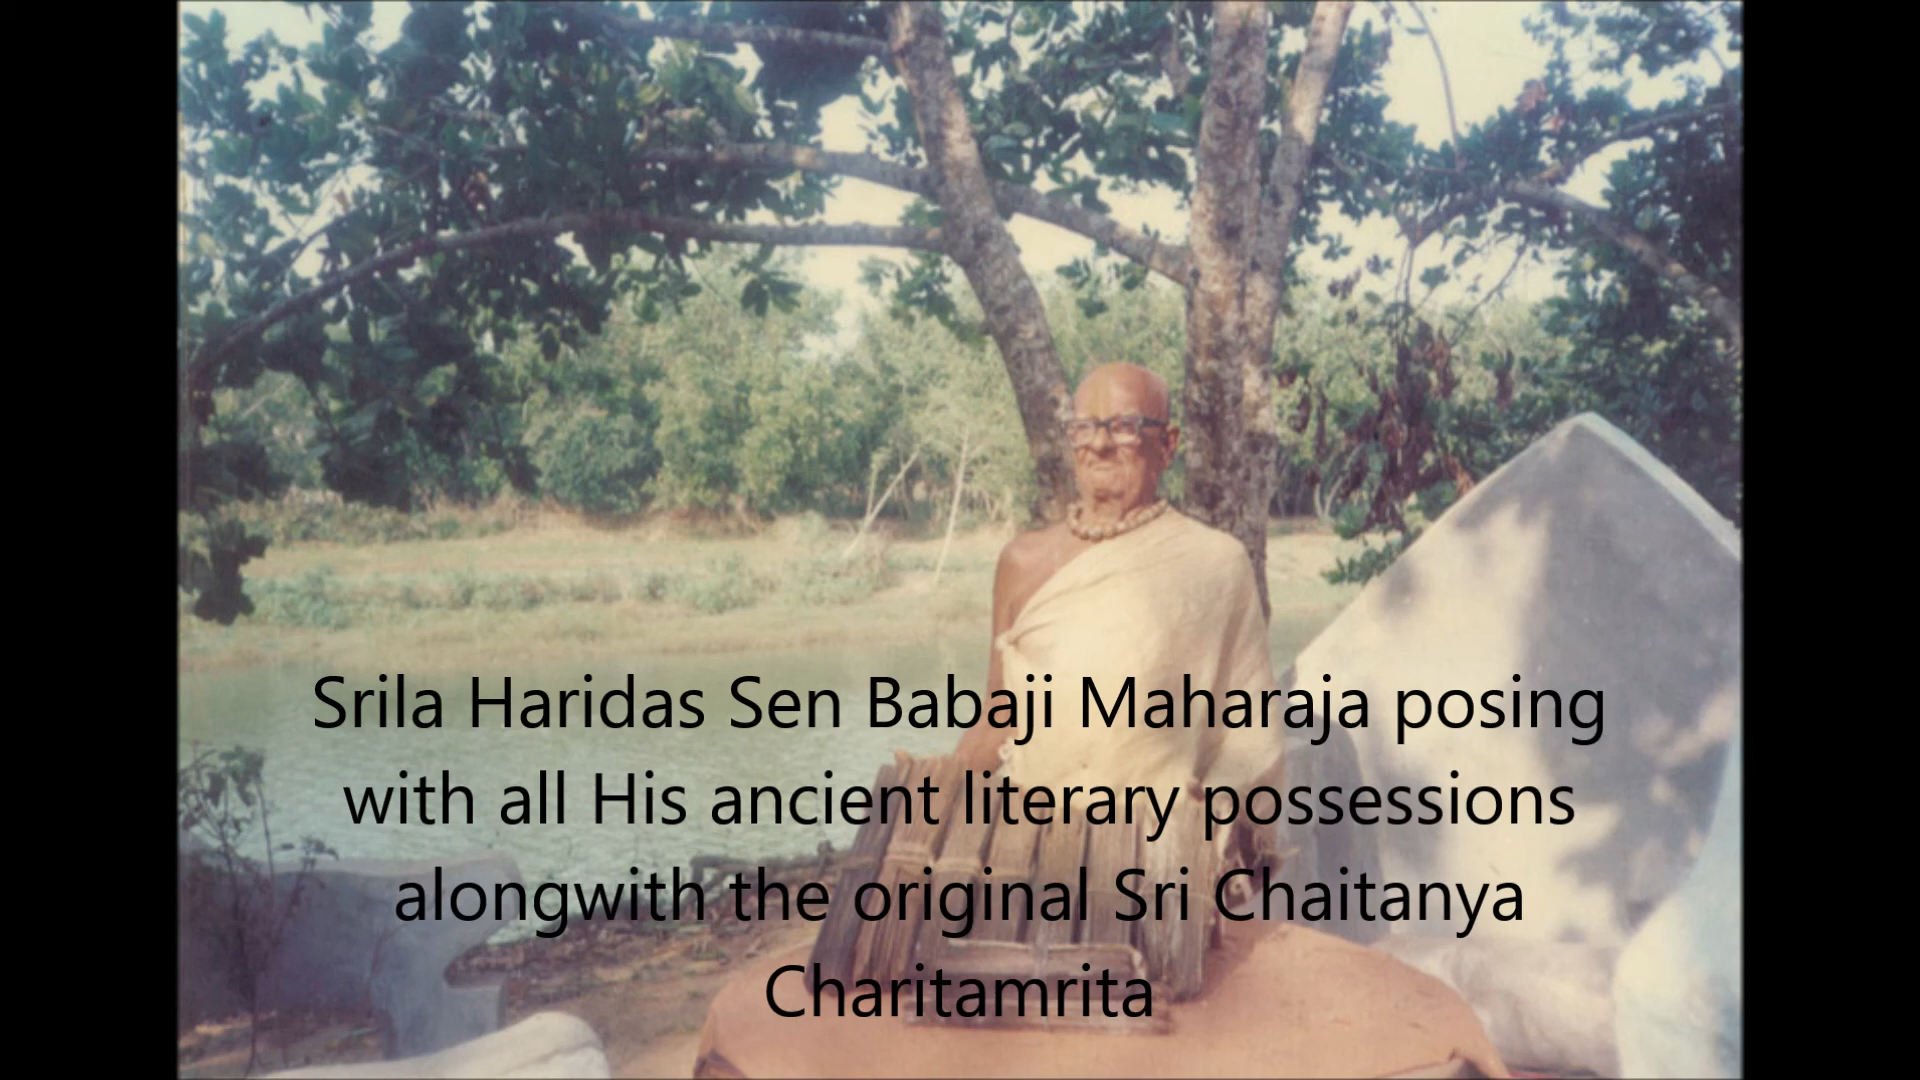 Srila Haridas Sen Babaji Maharaja posing
with all His ancient literary possessions
alongwith the original Sri Chaitanya
Charitamrita